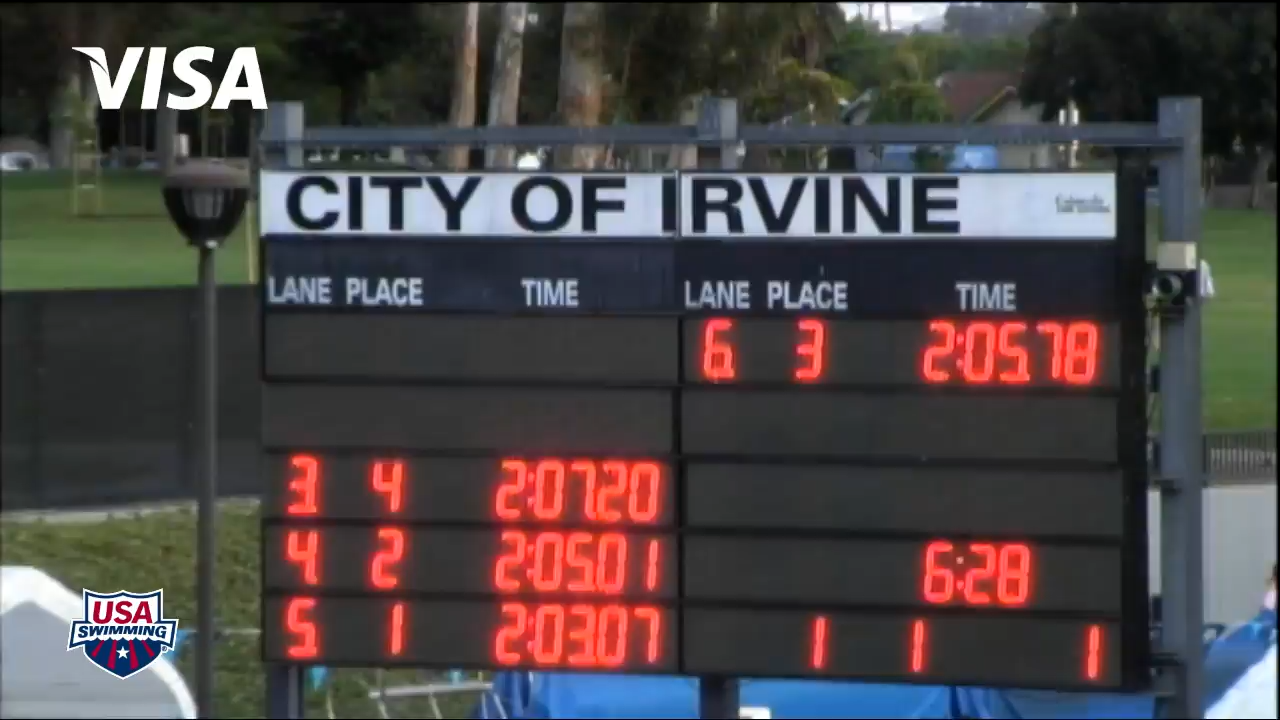 VISA
CITY OF IRVINE
LANE PLACE TIME LANE PLACE TIME
6 3 2:05.78
3 4 2:07.20
4 2 2:05.01 6:28
5 1 2:03.07 1 1 1
USA
SWIMMING